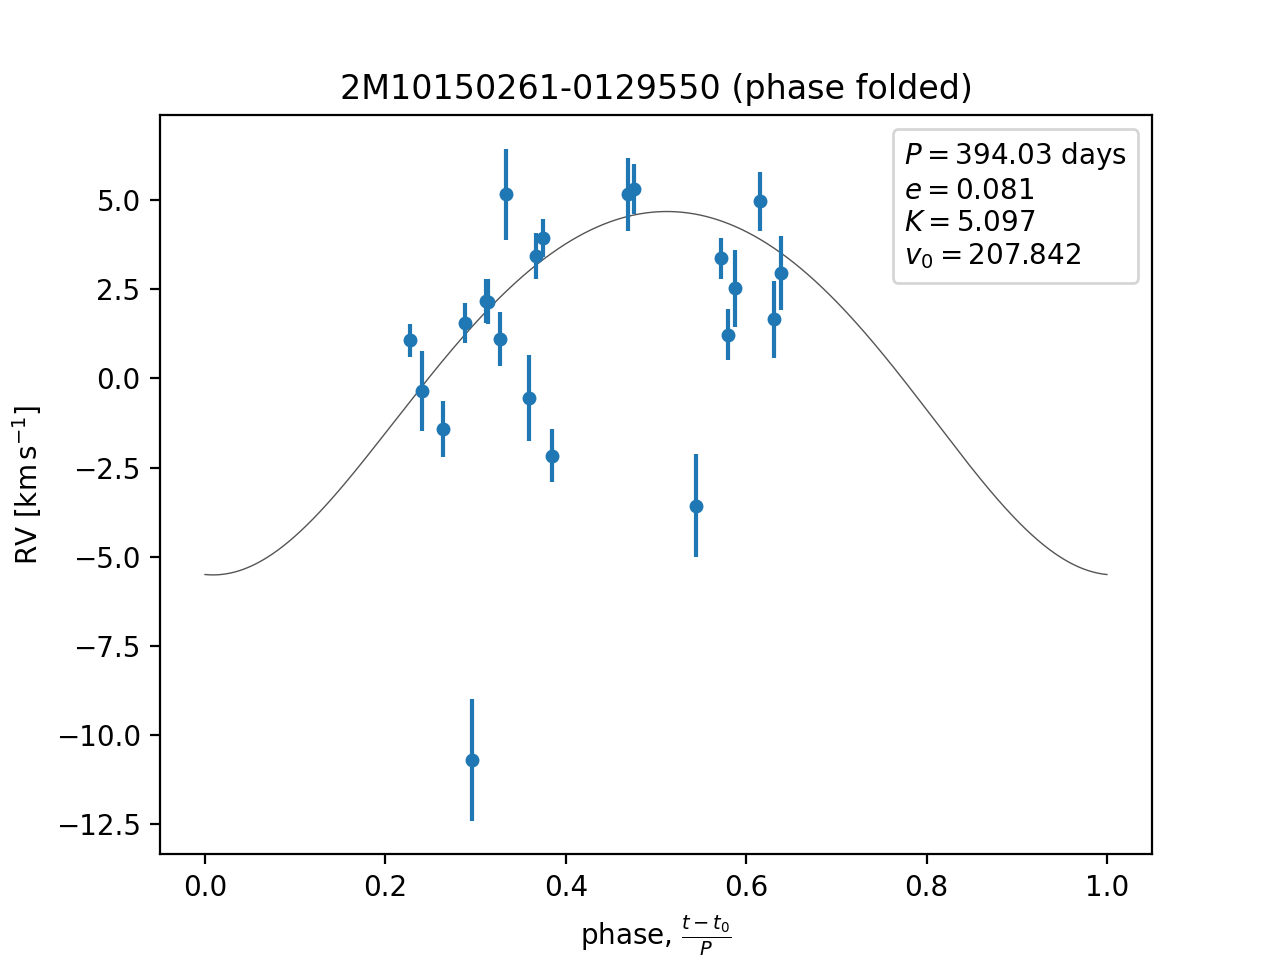 2M10150261-0129550 (phase folded)
P = 394.03 days
e = 0.081
K = 5.097
v₀ = 207.842
5.0
2.5
0.0
−2.5
−5.0
−7.5
−10.0
−12.5
RV [km s⁻¹]
0.0 0.2 0.4 0.6 0.8 1.0
phase, (t − t₀)/P